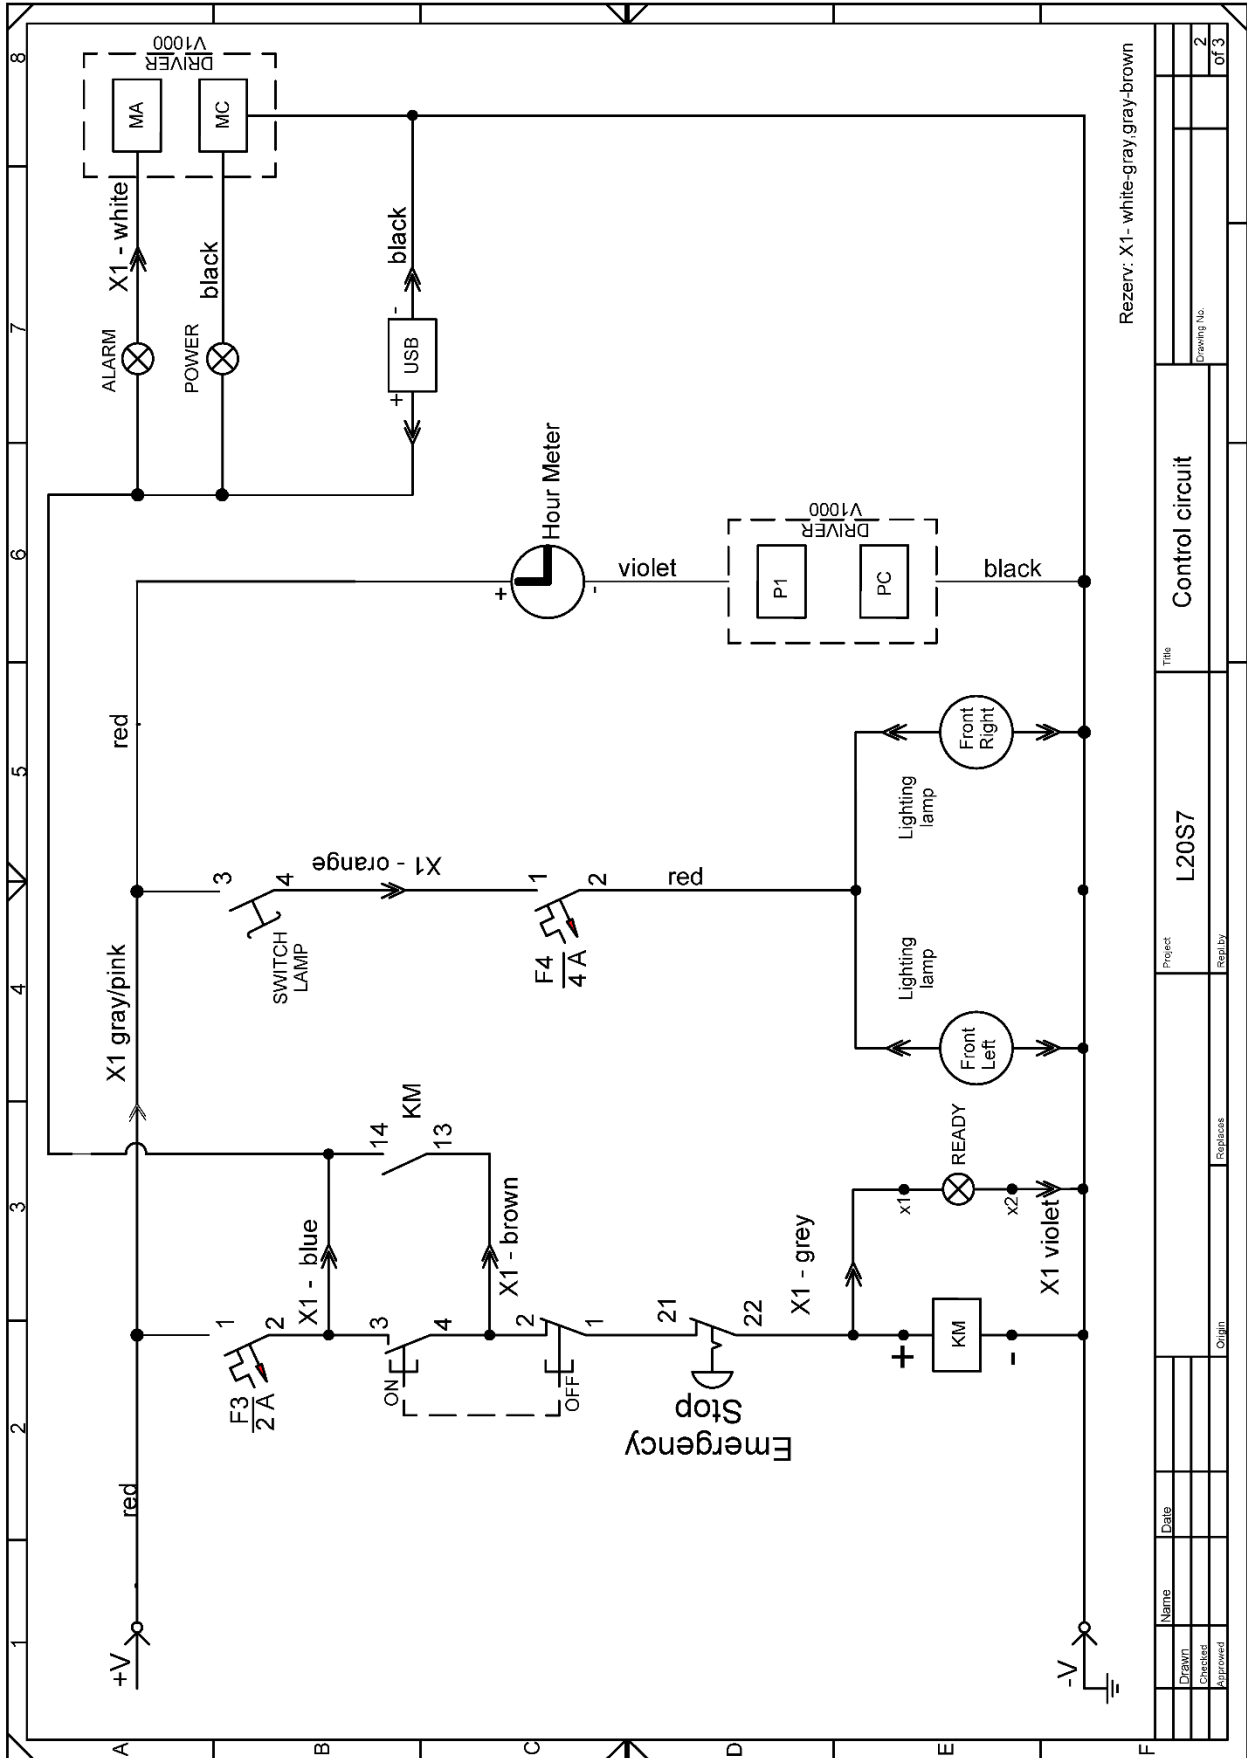 1
2
3
4
5
6
7
8
A
B
C
D
E
F
+V
red
X1 gray/pink
red
F3
2 A
1
2
X1 - blue
ON
3
4
X1 - brown
OFF
2
1
Emergency
Stop
21
22
X1 - grey
+
KM
-
x1
READY
x2
X1 violet
14
KM
13
SWITCH
LAMP
3
4
X1 - orange
F4
4 A
1
2
red
Lighting
lamp
Front
Left
Lighting
lamp
Front
Right
+
Hour Meter
-
violet
DRIVER
V1000
P1
PC
black
ALARM
X1 - white
MA
POWER
black
MC
DRIVER
V1000
+
USB
-
black
-V
Rezerv: X1- white-gray,gray-brown
Drawn
Checked
Approved
Name
Date
Origin
Replaces
Project
L20S7
Repl.by
Title
Control circuit
Drawing No.
2
of 3